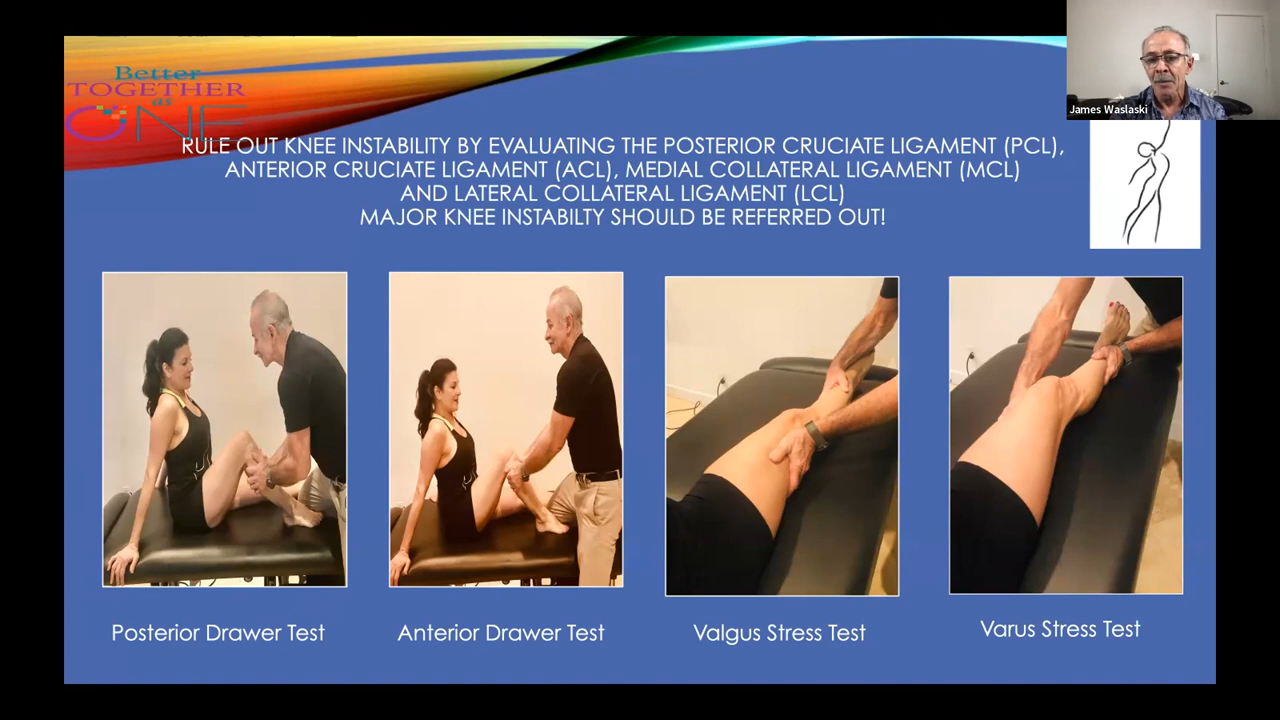 Better
TOGETHER
as
ONE
James Waslaski
RULE OUT KNEE INSTABILITY BY EVALUATING THE POSTERIOR CRUCIATE LIGAMENT (PCL),
ANTERIOR CRUCIATE LIGAMENT (ACL), MEDIAL COLLATERAL LIGAMENT (MCL)
AND LATERAL COLLATERAL LIGAMENT (LCL)
MAJOR KNEE INSTABILTY SHOULD BE REFERRED OUT!
Posterior Drawer Test
Anterior Drawer Test
Valgus Stress Test
Varus Stress Test